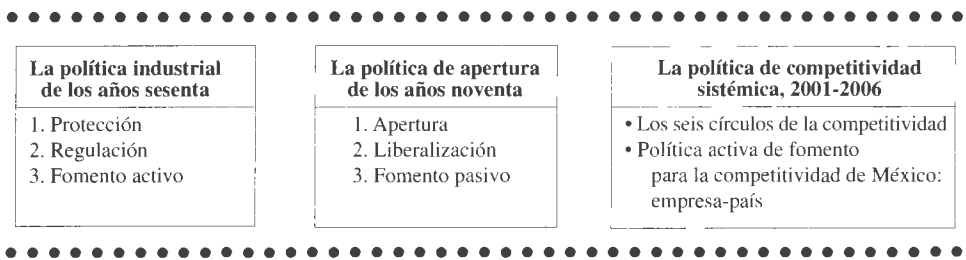 La política industrial
de los años sesenta
1. Protección
2. Regulación
3. Fomento activo
La política de apertura
de los años noventa
1. Apertura
2. Liberalización
3. Fomento pasivo
La política de competitividad
sistémica, 2001-2006
• Los seis círculos de la competitividad
• Política activa de fomento
para la competitividad de México:
empresa-país